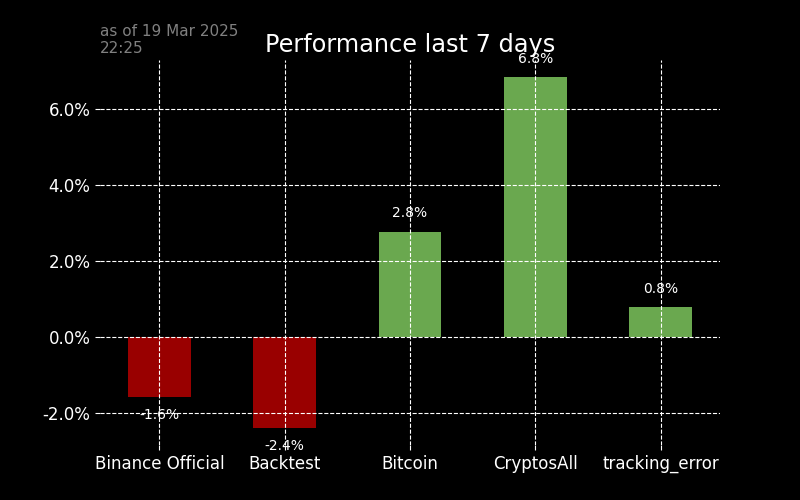 as of 19 Mar 2025
22:25
Performance last 7 days
6.8%
6.0%
4.0%
2.8%
2.0%
0.8%
0.0%
-2.0%
-1.6%
-2.4%
Binance Official
Backtest
Bitcoin
CryptosAll
tracking_error